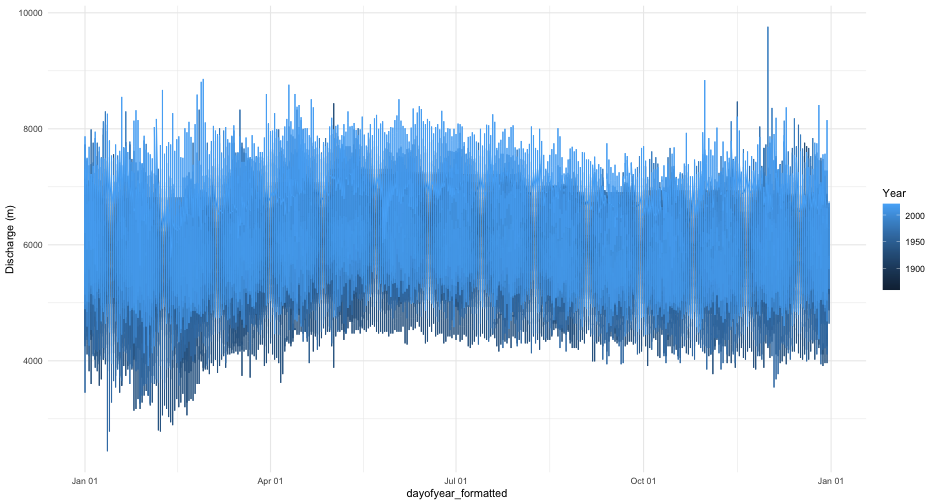 10000
8000
6000
4000
Discharge (m)
Jan 01
Apr 01
Jul 01
Oct 01
Jan 01
dayofyear_formatted
Year
2000
1950
1900